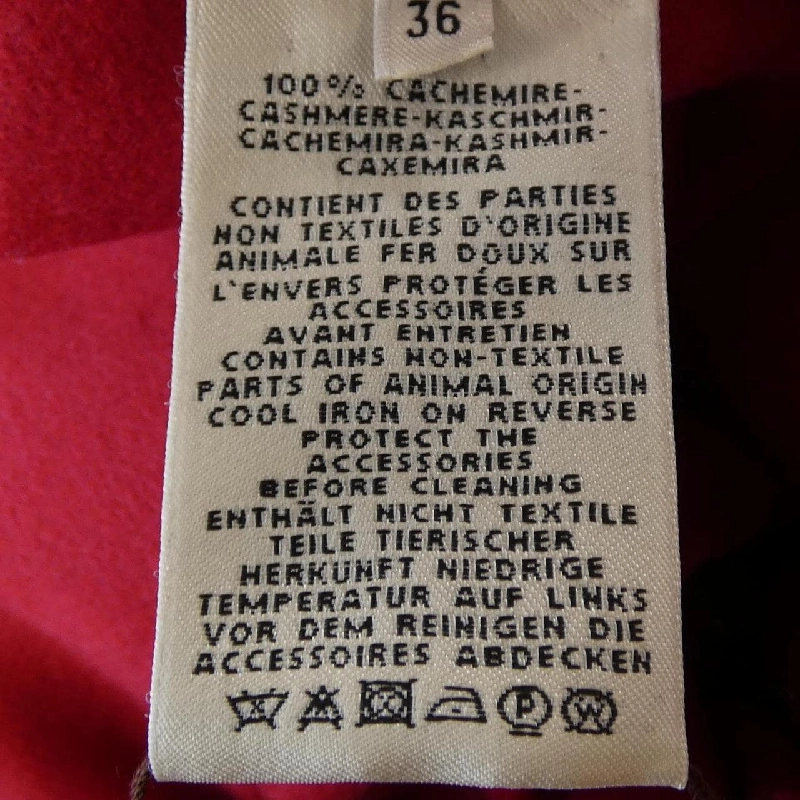 36
100% CACHEMIRE-
CASHMERE-KASCHMIR-
CACHEMIRA-KASHMIR-
CAXEMIRA
CONTIENT DES PARTIES
NON TEXTILES D'ORIGINE
ANIMALE FER DOUX SUR
L'ENVERS PROTÉGER LES
ACCESSOIRES
AVANT ENTRETIEN
CONTAINS NON-TEXTILE
PARTS OF ANIMAL ORIGIN
COOL IRON ON REVERSE
PROTECT THE
ACCESSORIES
BEFORE CLEANING
ENTHÄLT NICHT TEXTILE
TEILE TIERISCHER
HERKUNFT NIEDRIGE
TEMPERATUR AUF LINKS
VOR DEM REINIGEN DIE
ACCESSOIRES ABDECKEN
P W